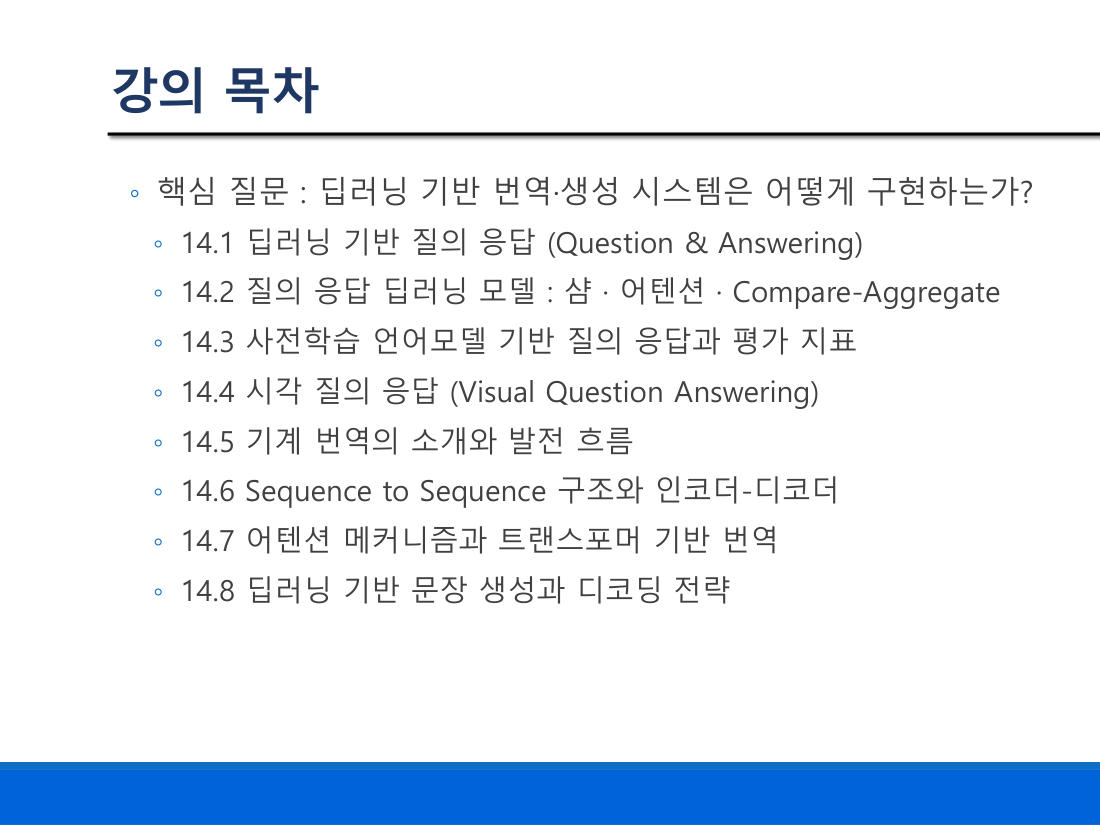 강의 목차
핵심 질문 : 딥러닝 기반 번역·생성 시스템은 어떻게 구현하는가?
14.1 딥러닝 기반 질의 응답 (Question & Answering)
14.2 질의 응답 딥러닝 모델 : 샴 · 어텐션 · Compare-Aggregate
14.3 사전학습 언어모델 기반 질의 응답과 평가 지표
14.4 시각 질의 응답 (Visual Question Answering)
14.5 기계 번역의 소개와 발전 흐름
14.6 Sequence to Sequence 구조와 인코더-디코더
14.7 어텐션 메커니즘과 트랜스포머 기반 번역
14.8 딥러닝 기반 문장 생성과 디코딩 전략